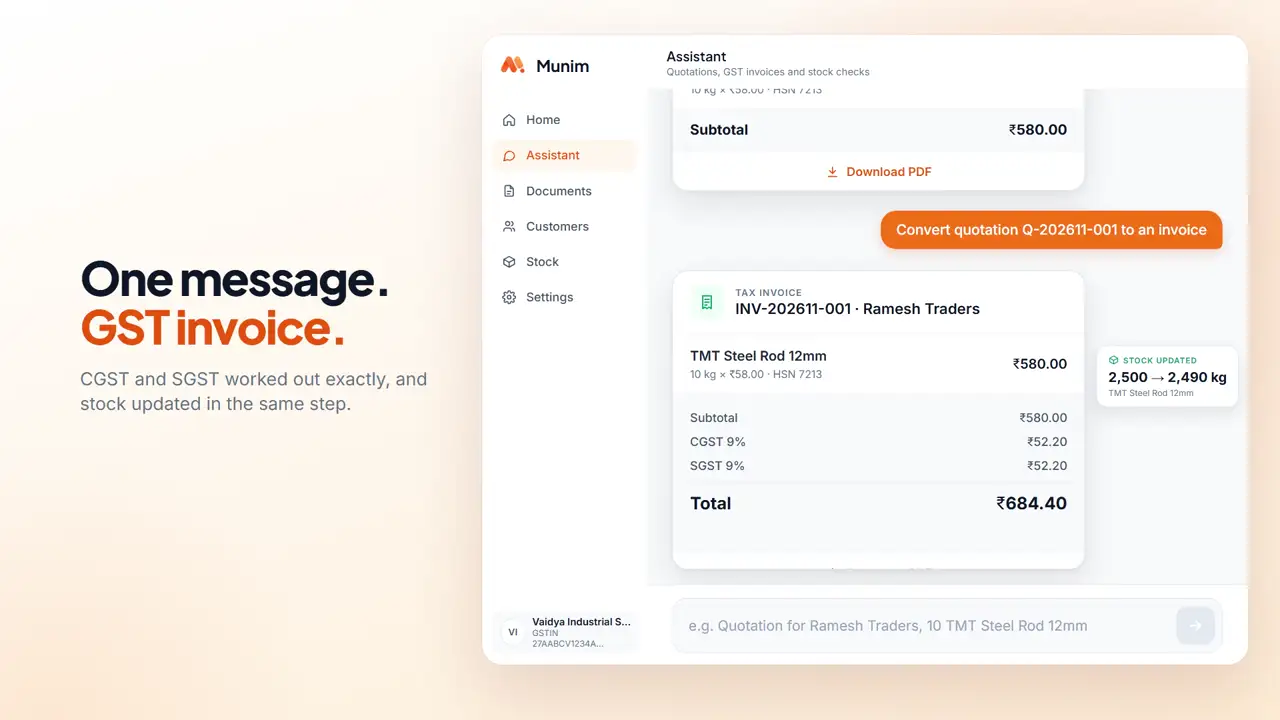 One message.
GST invoice.
CGST and SGST worked out exactly, and
stock updated in the same step.
Munim
Home
Assistant
Documents
Customers
Stock
Settings
VI
Vaidya Industrial S...
GSTIN
27AABCV1234A...
Assistant
Quotations, GST invoices and stock checks
10 kg × ₹58.00 · HSN 7213
Subtotal ₹580.00
Download PDF
Convert quotation Q-202611-001 to an invoice
TAX INVOICE
INV-202611-001 · Ramesh Traders
TMT Steel Rod 12mm ₹580.00
10 kg × ₹58.00 · HSN 7213
Subtotal ₹580.00
CGST 9% ₹52.20
SGST 9% ₹52.20
Total ₹684.40
STOCK UPDATED
2,500 → 2,490 kg
TMT Steel Rod 12mm
e.g. Quotation for Ramesh Traders, 10 TMT Steel Rod 12mm